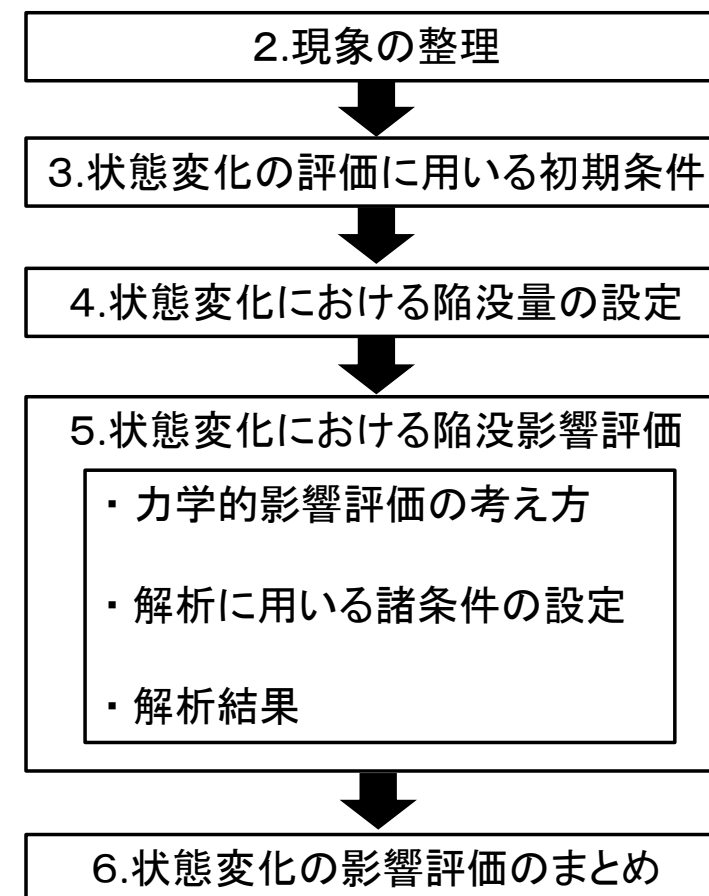 2.現象の整理
3.状態変化の評価に用いる初期条件
4.状態変化における陥没量の設定
5.状態変化における陥没影響評価
・力学的影響評価の考え方
・解析に用いる諸条件の設定
・解析結果
6.状態変化の影響評価のまとめ